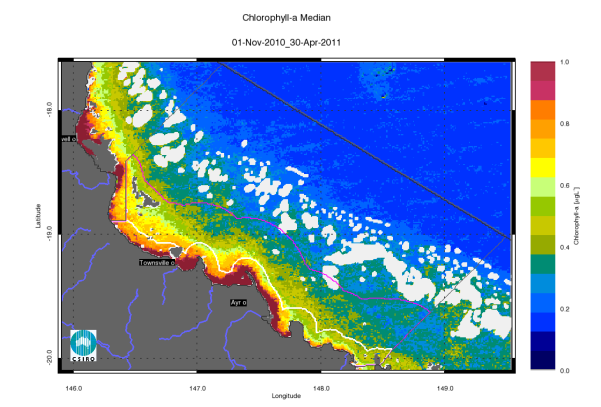 Chlorophyll-a Median
01-Nov-2010_30-Apr-2011
-18.0
-19.0
-20.0
Latitude
well o
Townsville o
Ayr o
CSIRO
146.0
147.0
148.0
149.0
Longitude
1.0
0.8
0.6
0.4
0.2
0.0
Chlorophyll-a [µgL⁻]